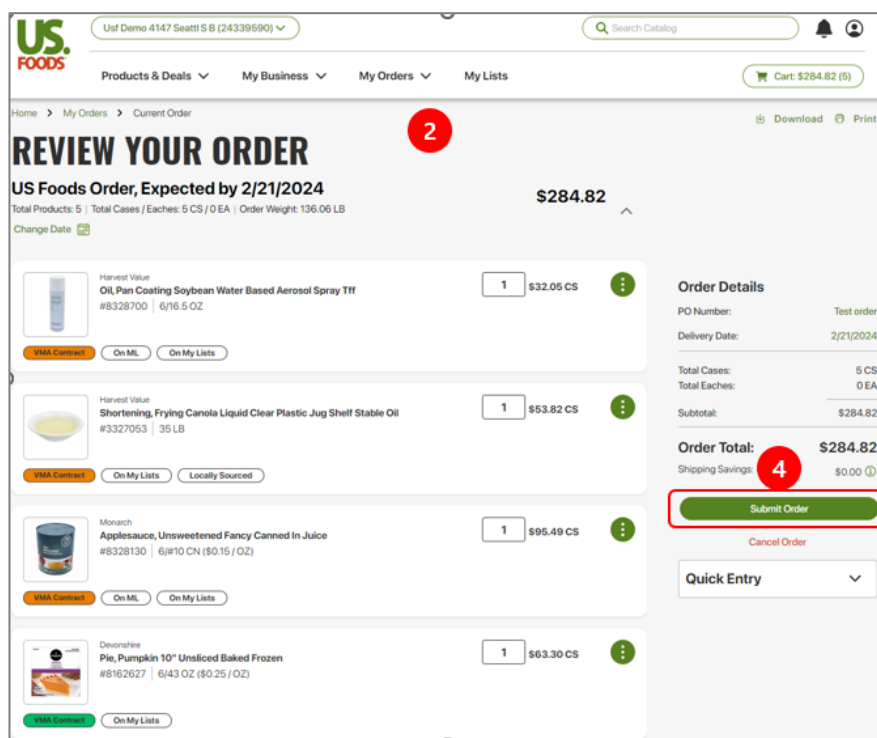 US.
FOODS
Usf Demo 4147 Seattl S B (24339590)
Search Catalog
Products & Deals
My Business
My Orders
My Lists
Cart: $284.82 (5)
Home > My Orders > Current Order
2
Download
Print
REVIEW YOUR ORDER
US Foods Order, Expected by 2/21/2024
$284.82
Total Products: 5 | Total Cases / Eaches: 5 CS / 0 EA | Order Weight: 136.06 LB
Change Date
Harvest Value
Oil, Pan Coating Soybean Water Based Aerosol Spray Tff
#8328700 | 6/16.5 OZ
1 $32.05 CS
VMA Contract
On ML
On My Lists
Harvest Value
Shortening, Frying Canola Liquid Clear Plastic Jug Shelf Stable Oil
#3327053 | 35 LB
1 $53.82 CS
VMA Contract
On My Lists
Locally Sourced
Monarch
Applesauce, Unsweetened Fancy Canned In Juice
#8328130 | 6/#10 CN ($0.15 / OZ)
1 $95.49 CS
VMA Contract
On ML
On My Lists
Devonshire
Pie, Pumpkin 10" Unsliced Baked Frozen
#8162627 | 6/43 OZ ($0.25 / OZ)
1 $63.30 CS
VMA Contract
On My Lists
Order Details
PO Number: Test order
Delivery Date: 2/21/2024
Total Cases: 5 CS
Total Eaches: 0 EA
Subtotal: $284.82
Order Total: $284.82
Shipping Savings: $0.00
4
Submit Order
Cancel Order
Quick Entry